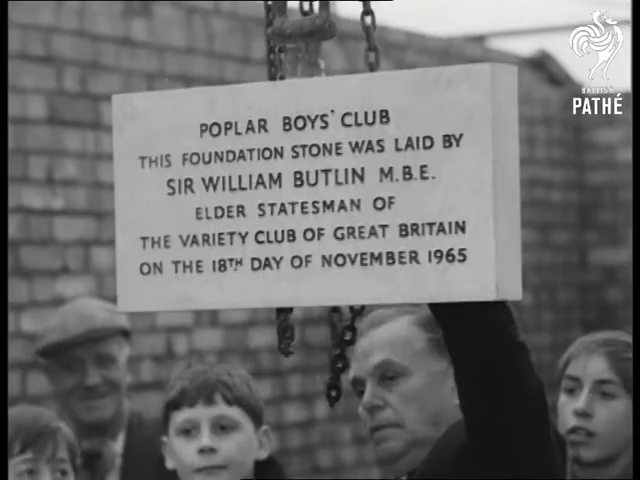 BRITISH
PATHÉ
POPLAR BOYS' CLUB
THIS FOUNDATION STONE WAS LAID BY
SIR WILLIAM BUTLIN M.B.E.
ELDER STATESMAN OF
THE VARIETY CLUB OF GREAT BRITAIN
ON THE 18TH DAY OF NOVEMBER 1965